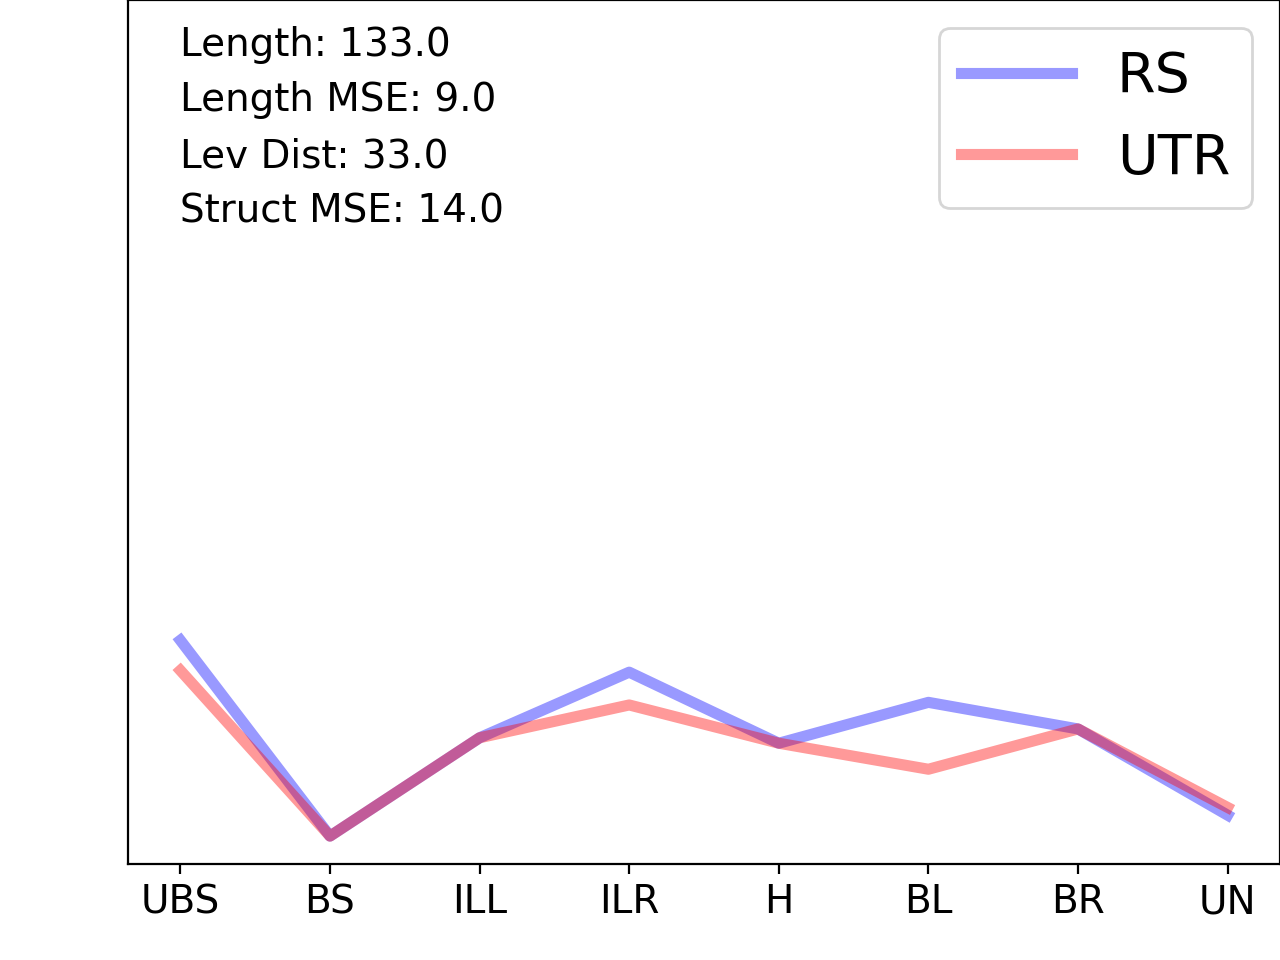 Length: 133.0
Length MSE: 9.0
Lev Dist: 33.0
Struct MSE: 14.0
RS
UTR
UBS BS ILL ILR H BL BR UN